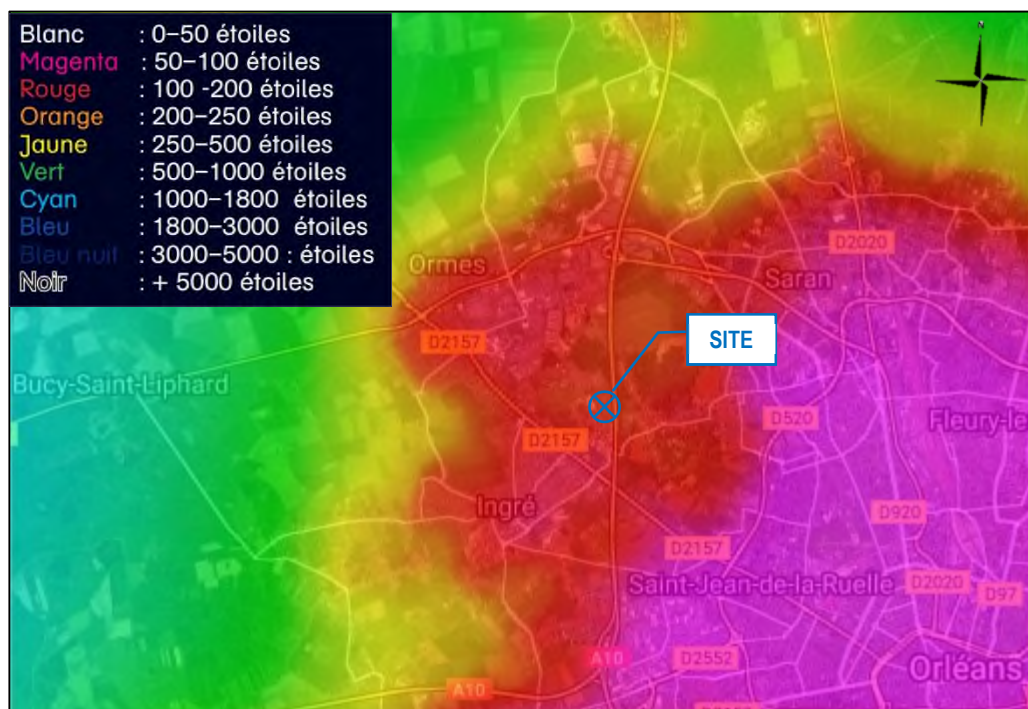 Blanc : 0–50 étoiles
Magenta : 50–100 étoiles
Rouge : 100 -200 étoiles
Orange : 200–250 étoiles
Jaune : 250–500 étoiles
Vert : 500–1000 étoiles
Cyan : 1000–1800 étoiles
Bleu : 1800–3000 étoiles
Bleu nuit : 3000–5000 : étoiles
Noir : + 5000 étoiles
N
D2020
Ormes
Saran
SITE
D2157
Bucy-Saint-Liphard
D520
Fleury-le
D2157
Ingré
D920
D2157
Saint-Jean-de-la-Ruelle
D2020
D97
A10
D2552
Orléans
A10